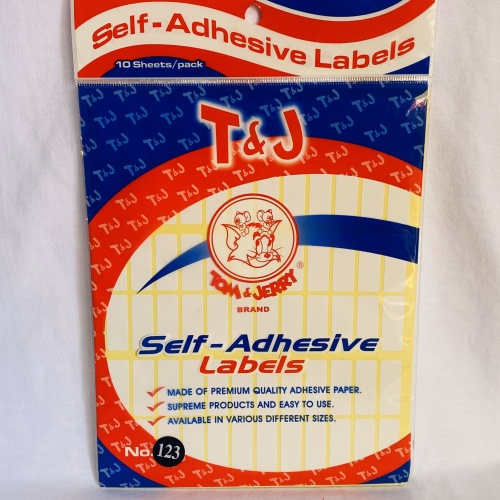 Self-Adhesive Labels
10 Sheets/pack
T&J
TOM & JERRY ®
BRAND
Self-Adhesive
Labels
MADE OF PREMIUM QUALITY ADHESIVE PAPER.
SUPREME PRODUCTS AND EASY TO USE.
AVAILABLE IN VARIOUS DIFFERENT SIZES.
No. 123